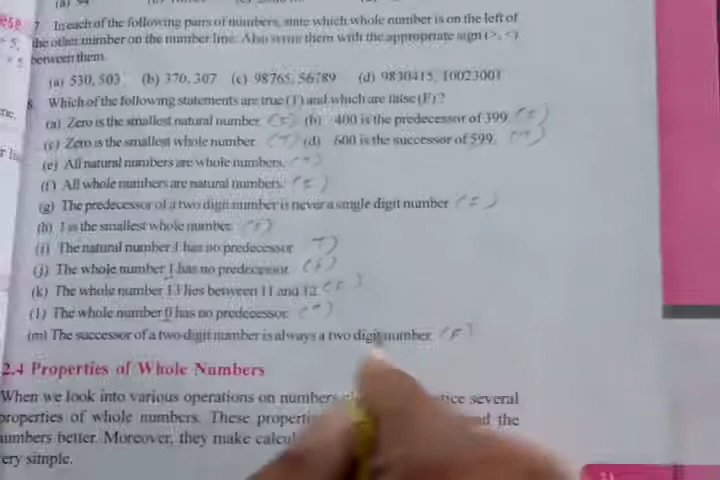 7. In each of the following pairs of numbers, state which whole number is on the left of
the other number on the number line. Also write them with the appropriate sign (>, <)
between them.
(a) 530, 503 (b) 370, 307 (c) 98765, 56789 (d) 9830415, 10023001
8. Which of the following statements are true (T) and which are false (F)?
(a) Zero is the smallest natural number. (F) (b) 400 is the predecessor of 399. (F)
(c) Zero is the smallest whole number. (T) (d) 600 is the successor of 599. (T)
(e) All natural numbers are whole numbers.
(f) All whole numbers are natural numbers. (F)
(g) The predecessor of a two digit number is never a single digit number. (F)
(h) 1 is the smallest whole number. (F)
(i) The natural number 1 has no predecessor. T)
(j) The whole number 1 has no predecessor. (F)
(k) The whole number 13 lies between 11 and 12. (F)
(l) The whole number 0 has no predecessor.
(m) The successor of a two digit number is always a two digit number. (F)
2.4 Properties of Whole Numbers
When we look into various operations on numbers several
properties of whole numbers. These the
numbers better. Moreover, they make
very simple.